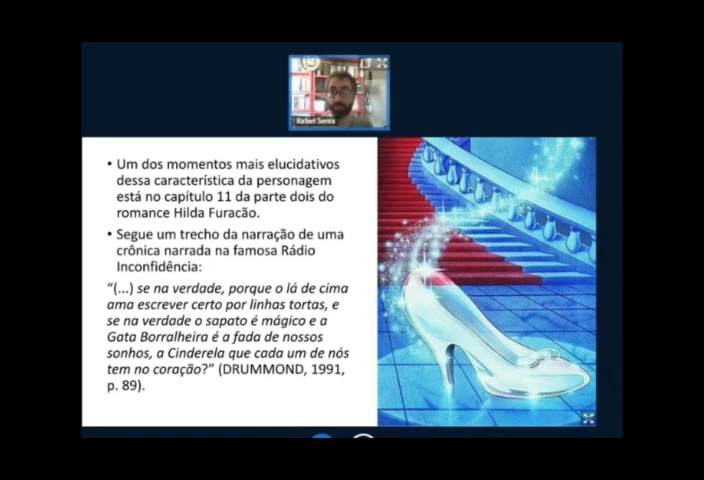 Rafael Senra
• Um dos momentos mais elucidativos
dessa característica da personagem
está no capítulo 11 da parte dois do
romance Hilda Furacão.
• Segue um trecho da narração de uma
crônica narrada na famosa Rádio
Inconfidência:
“(...) se na verdade, porque o lá de cima
ama escrever certo por linhas tortas, e
se na verdade o sapato é mágico e a
Gata Borralheira é a fada de nossos
sonhos, a Cinderela que cada um de nós
tem no coração?” (DRUMMOND, 1991,
p. 89).